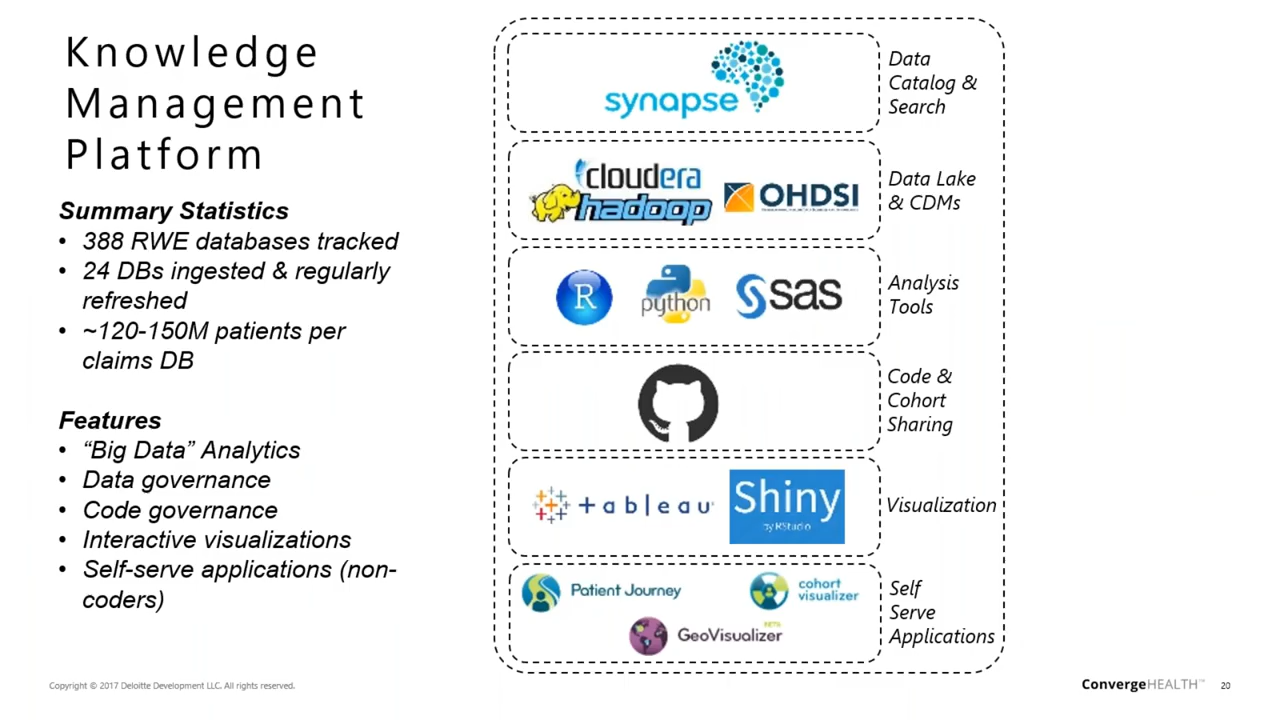 Knowledge
Management
Platform
Summary Statistics
• 388 RWE databases tracked
• 24 DBs ingested & regularly
refreshed
• ~120-150M patients per
claims DB
Features
• “Big Data” Analytics
• Data governance
• Code governance
• Interactive visualizations
• Self-serve applications (non-
coders)
synapse
Data
Catalog &
Search
cloudera
hadoop
OHDSI
Data Lake
& CDMs
R
python
sas
Analysis
Tools
Code &
Cohort
Sharing
+ a b | e a u
Shiny
by RStudio
Visualization
Patient Journey
cohort
visualizer
BETA
GeoVisualizer
Self
Serve
Applications
Copyright © 2017 Deloitte Development LLC. All rights reserved.
ConvergeHEALTH™
20